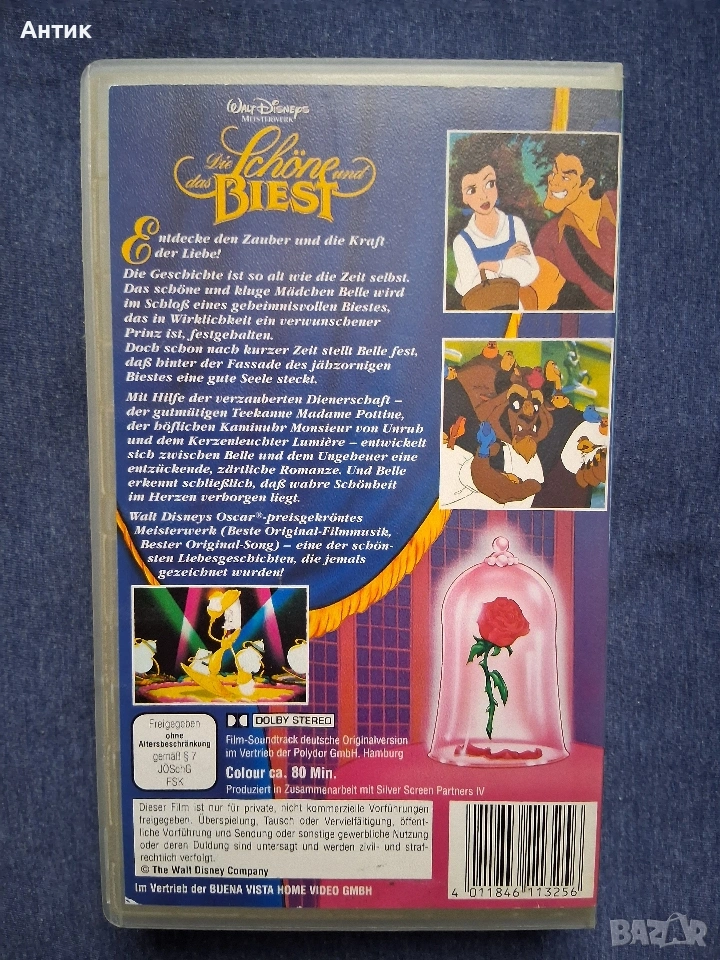 Антик
WALT DISNEYS
MEISTERWERK
Die Schöne und
das BIEST
Entdecke den Zauber und die Kraft
der Liebe!
Die Geschichte ist so alt wie die Zeit selbst.
Das schöne und kluge Mädchen Belle wird
im Schloß eines geheimnisvollen Biestes,
das in Wirklichkeit ein verwunschener
Prinz ist, festgehalten.
Doch schon nach kurzer Zeit stellt Belle fest,
daß hinter der Fassade des jähzornigen
Biestes eine gute Seele steckt.
Mit Hilfe der verzauberten Dienerschaft –
der gutmütigen Teekanne Madame Pottine,
der höflichen Kaminuhr Monsieur von Unruh
und dem Kerzenleuchter Lumière – entwickelt
sich zwischen Belle und dem Ungeheuer eine
entzückende, zärtliche Romanze. Und Belle
erkennt schließlich, daß wahre Schönheit
im Herzen verborgen liegt.
Walt Disneys Oscar®-preisgekröntes
Meisterwerk (Beste Original-Filmmusik,
Bester Original-Song) – eine der schön-
sten Liebesgeschichten, die jemals
gezeichnet wurden!
Freigegeben
ohne
Altersbeschränkung
gemäß § 7
JÖSchG
FSK
DOLBY STEREO
Film-Soundtrack deutsche Originalversion
im Vertrieb der Polydor GmbH. Hamburg
Colour ca. 80 Min.
Produziert in Zusammenarbeit mit Silver Screen Partners IV
Dieser Film ist nur für private, nicht kommerzielle Vorführungen
freigegeben. Überspielung, Tausch oder Vervielfältigung, öffent-
liche Vorführung und Sendung oder sonstige gewerbliche Nutzung
oder deren Duldung sind untersagt und werden zivil- und straf-
rechtlich verfolgt.
© The Walt Disney Company
Im Vertrieb der BUENA VISTA HOME VIDEO GMBH
4 011846 113256
BAZAR